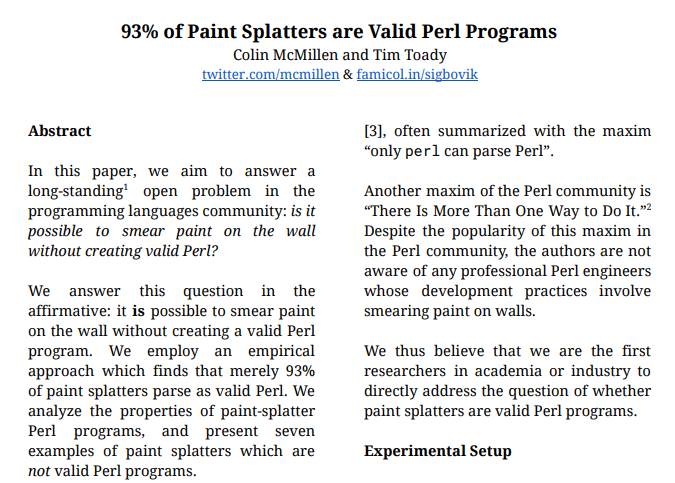 93% of Paint Splatters are Valid Perl Programs
Colin McMillen and Tim Toady
twitter.com/mcmillen & famicol.in/sigbovik
Abstract
In this paper, we aim to answer a
long-standing¹ open problem in the
programming languages community: is it
possible to smear paint on the wall
without creating valid Perl?
We answer this question in the
affirmative: it is possible to smear paint
on the wall without creating a valid Perl
program. We employ an empirical
approach which finds that merely 93%
of paint splatters parse as valid Perl. We
analyze the properties of paint-splatter
Perl programs, and present seven
examples of paint splatters which are
not valid Perl programs.
[3], often summarized with the maxim
“only perl can parse Perl”.
Another maxim of the Perl community is
“There Is More Than One Way to Do It.”²
Despite the popularity of this maxim in
the Perl community, the authors are not
aware of any professional Perl engineers
whose development practices involve
smearing paint on walls.
We thus believe that we are the first
researchers in academia or industry to
directly address the question of whether
paint splatters are valid Perl programs.
Experimental Setup